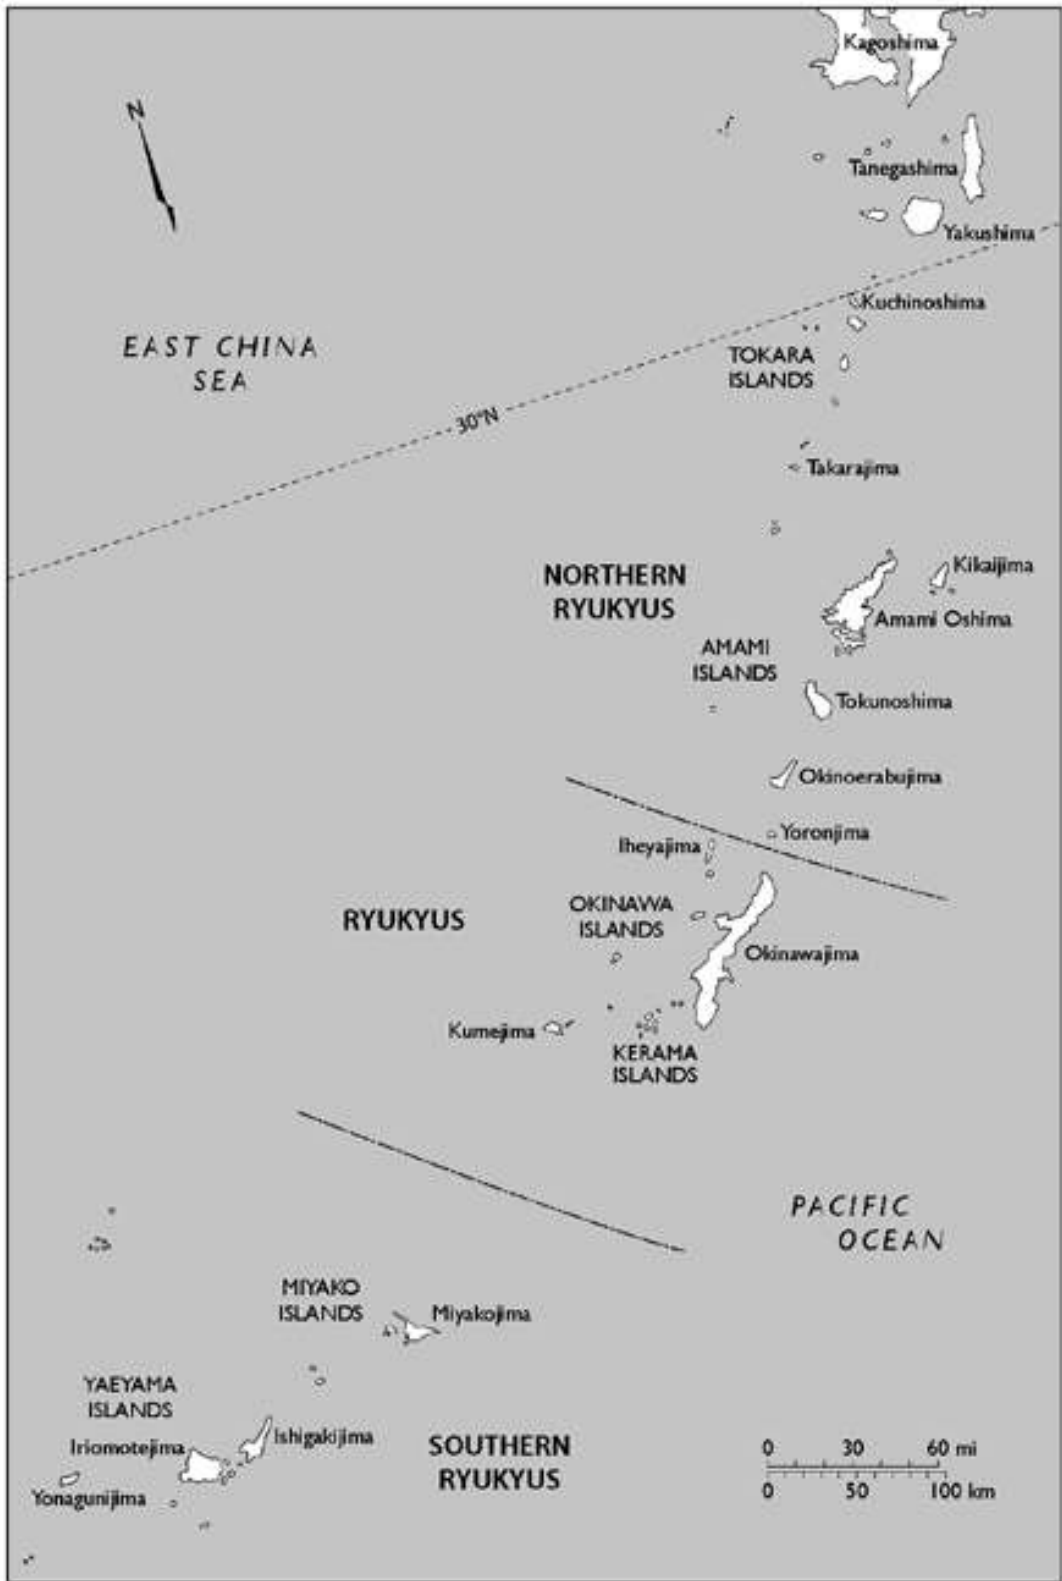 Kagoshima
N
Tanegashima
Yakushima
Kuchinoshima
EAST CHINA
SEA
TOKARA
ISLANDS
30°N
Takarajima
NORTHERN
RYUKYUS
Kikaijima
Amami Oshima
AMAMI
ISLANDS
Tokunoshima
Okinoerabujima
Yoronjima
Iheyajima
RYUKYUS
OKINAWA
ISLANDS
Okinawajima
Kumejima
KERAMA
ISLANDS
PACIFIC
OCEAN
MIYAKO
ISLANDS
Miyakojima
YAEYAMA
ISLANDS
Iriomotejima
Ishigakijima
Yonagunijima
SOUTHERN
RYUKYUS
0 30 60 mi
0 50 100 km